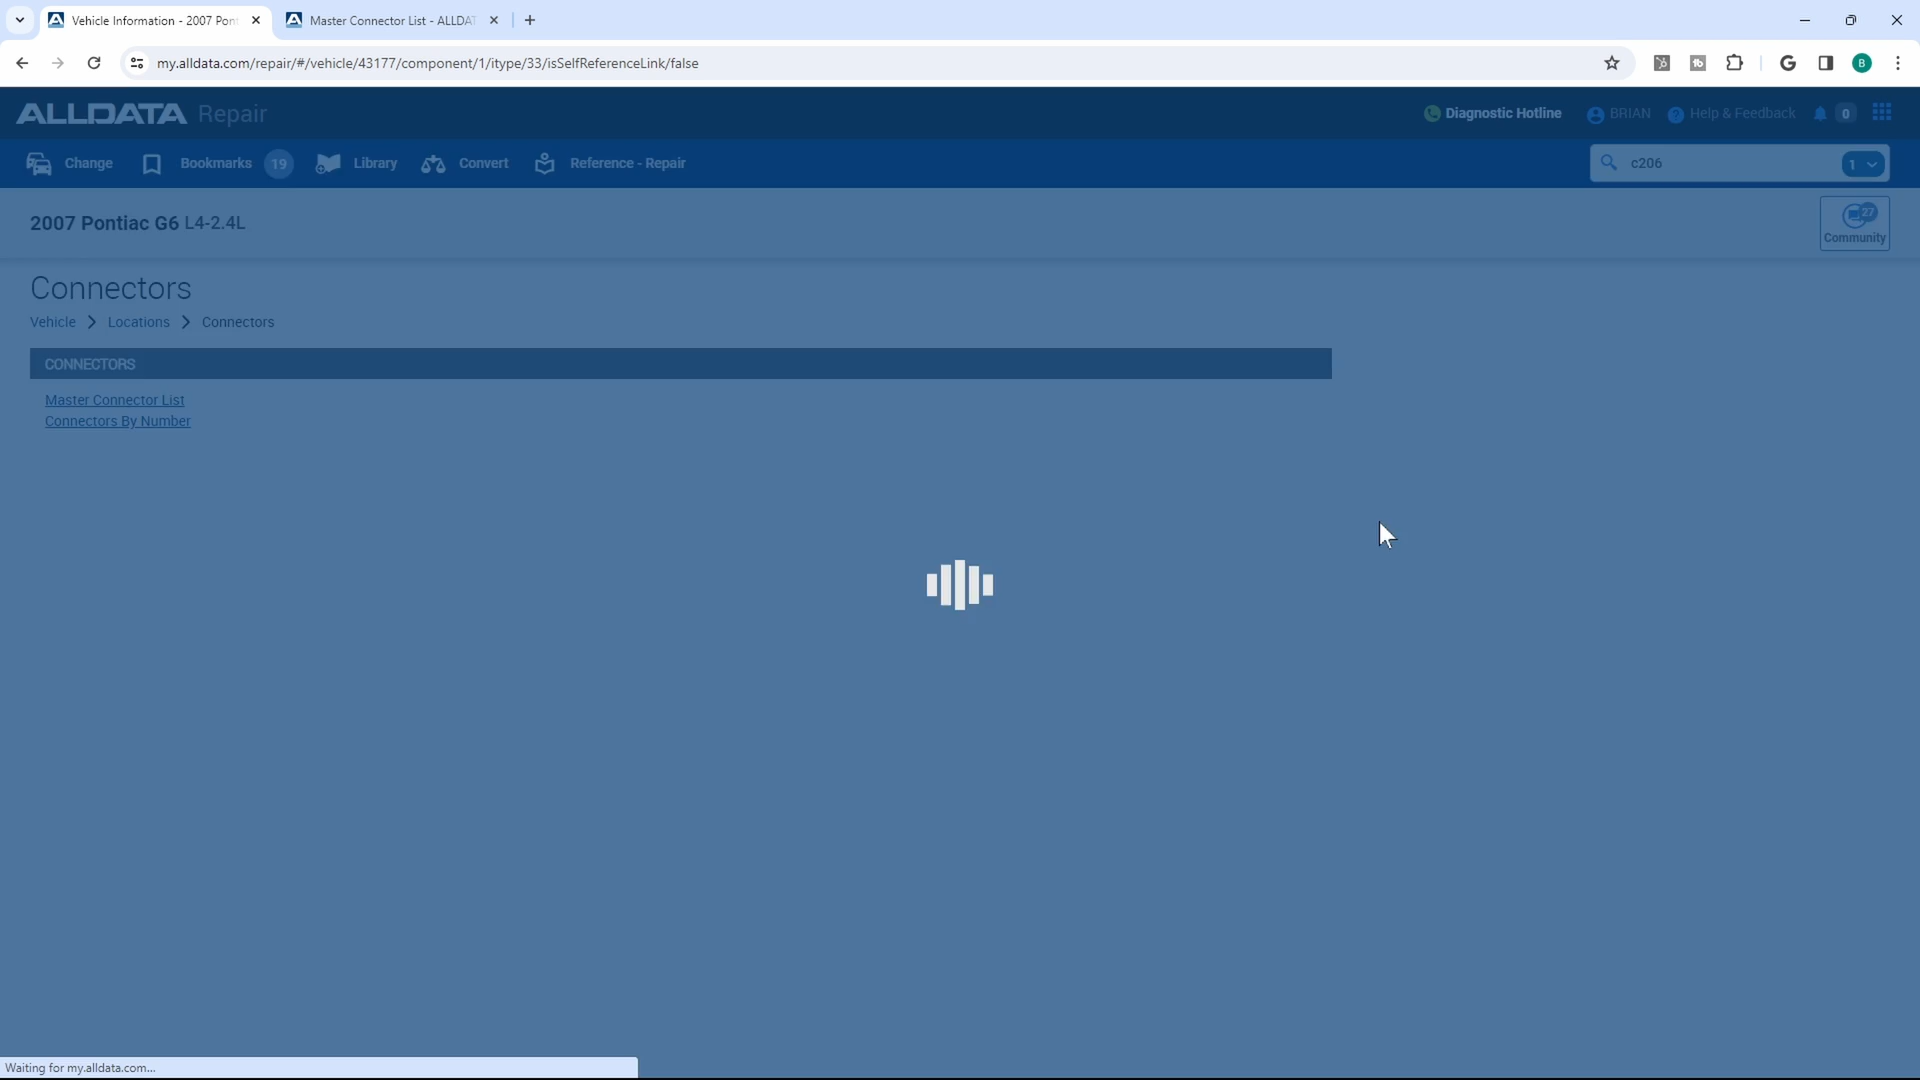 Vehicle Information - 2007 Pont
Master Connector List - ALLDAT
my.alldata.com/repair/#/vehicle/43177/component/1/itype/33/isSelfReferenceLink/false
B
ALLDATA Repair
Diagnostic Hotline
BRIAN
Help & Feedback
0
Change
Bookmarks 19
Library
Convert
Reference - Repair
c206
1
2007 Pontiac G6 L4-2.4L
27
Community
Connectors
Vehicle > Locations > Connectors
CONNECTORS
Master Connector List
Connectors By Number
Waiting for my.alldata.com...